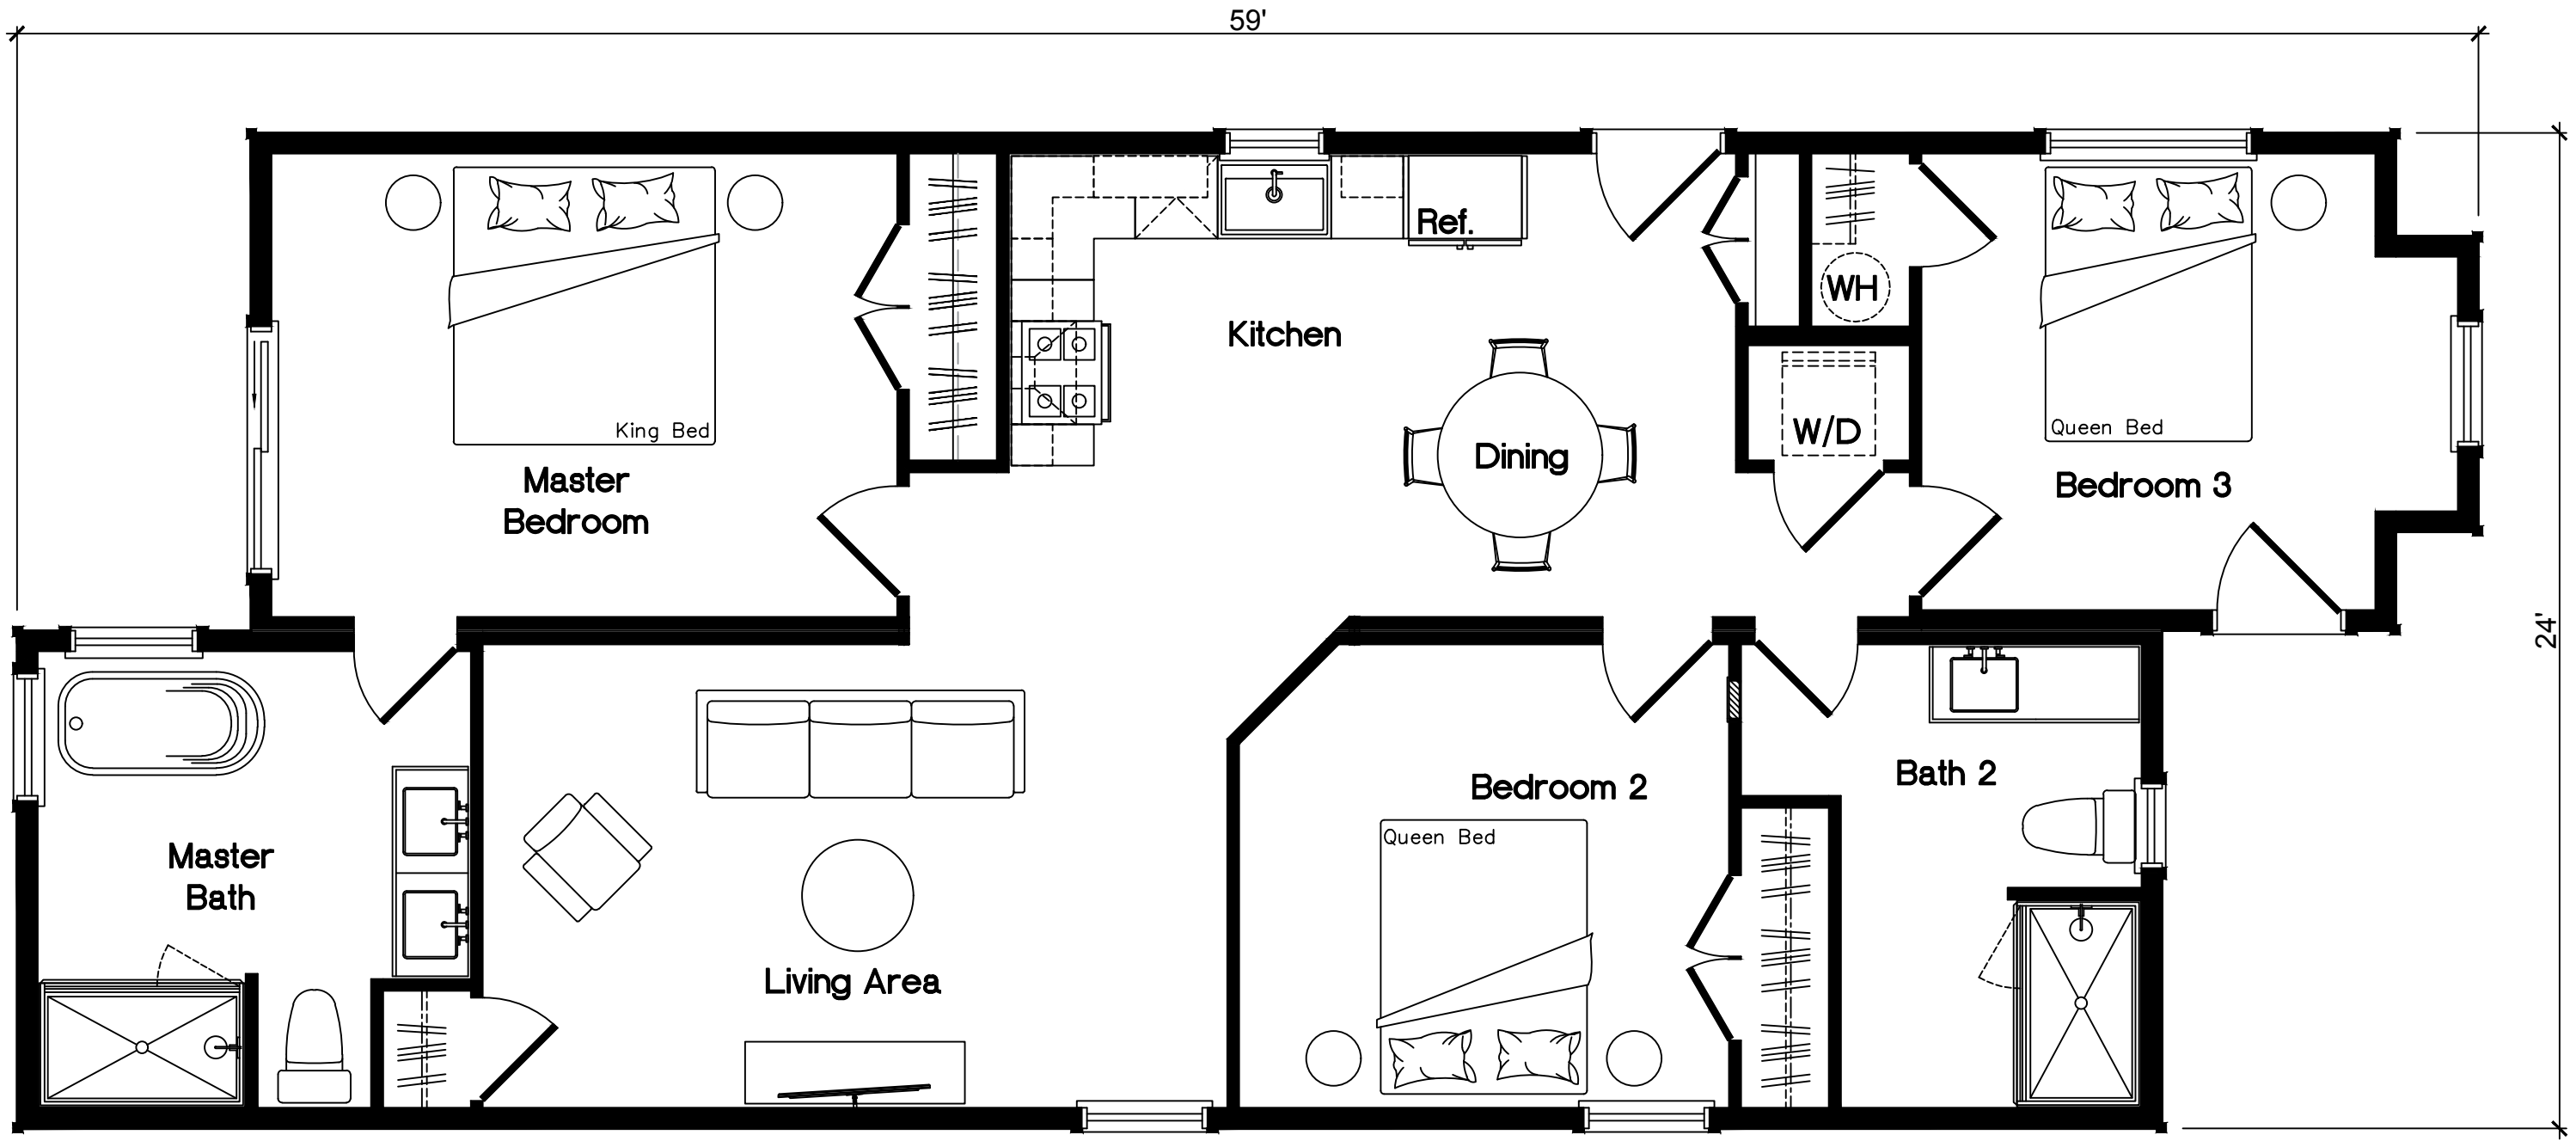 59'
Ref.
WH
Kitchen
W/D
King Bed
Queen Bed
Dining
Master
Bedroom
Bedroom 3
24'
Bath 2
Bedroom 2
Queen Bed
Master
Bath
Living Area